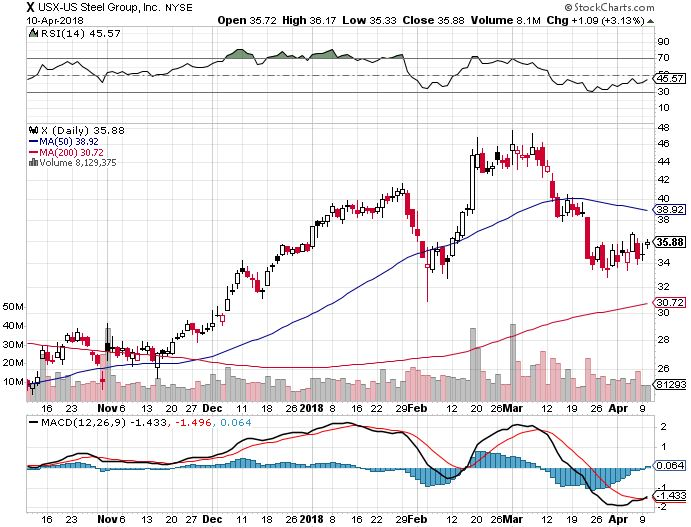 X USX-US Steel Group, Inc. NYSE
© StockCharts.com
10-Apr-2018
Open 35.72 High 36.17 Low 35.33 Close 35.88 Volume 8.1M Chg +1.09 (+3.13%)
RSI(14) 45.57
90
70
50
45.57
30
10
X (Daily) 35.88
MA(50) 38.92
MA(200) 30.72
Volume 8,129,375
48
46
44
42
40
38.92
38
36
35.88
34
32
30.72
30
28
26
81293
50M
40M
30M
20M
10M
16 23 Nov 6 13 20 27 Dec 11 18 26 2018 8 16 22 29 Feb 12 20 26 Mar 12 19 26 Apr 9
MACD(12,26,9) -1.433, -1.496, 0.064
2
1
0.064
-1
-1.433
-2
16 23 Nov 6 13 20 27 Dec 11 18 26 2018 8 16 22 29 Feb 12 20 26 Mar 12 19 26 Apr 9